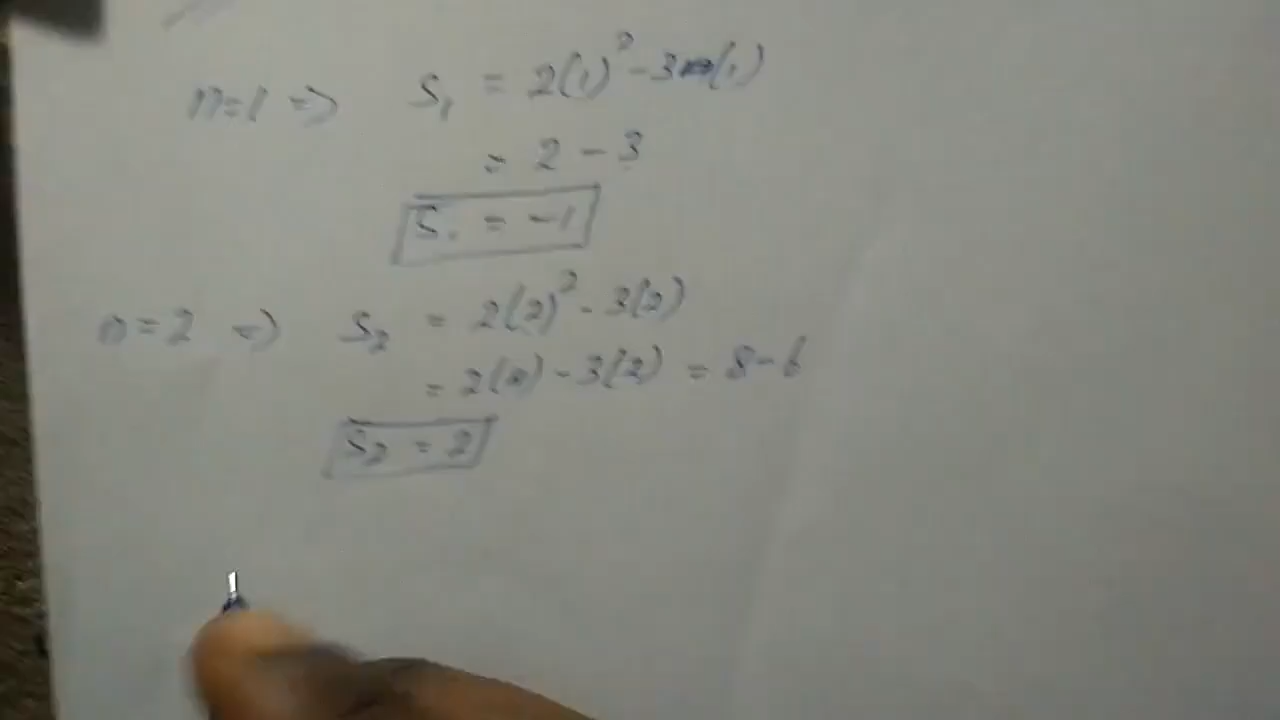 n=1 => S₁ = 2(1)² - 3(1)
= 2 - 3
S₁ = -1
n=2 => S₂ = 2(2)² - 3(2)
= 2(4) - 3(2) = 8-6
S₂ = 2